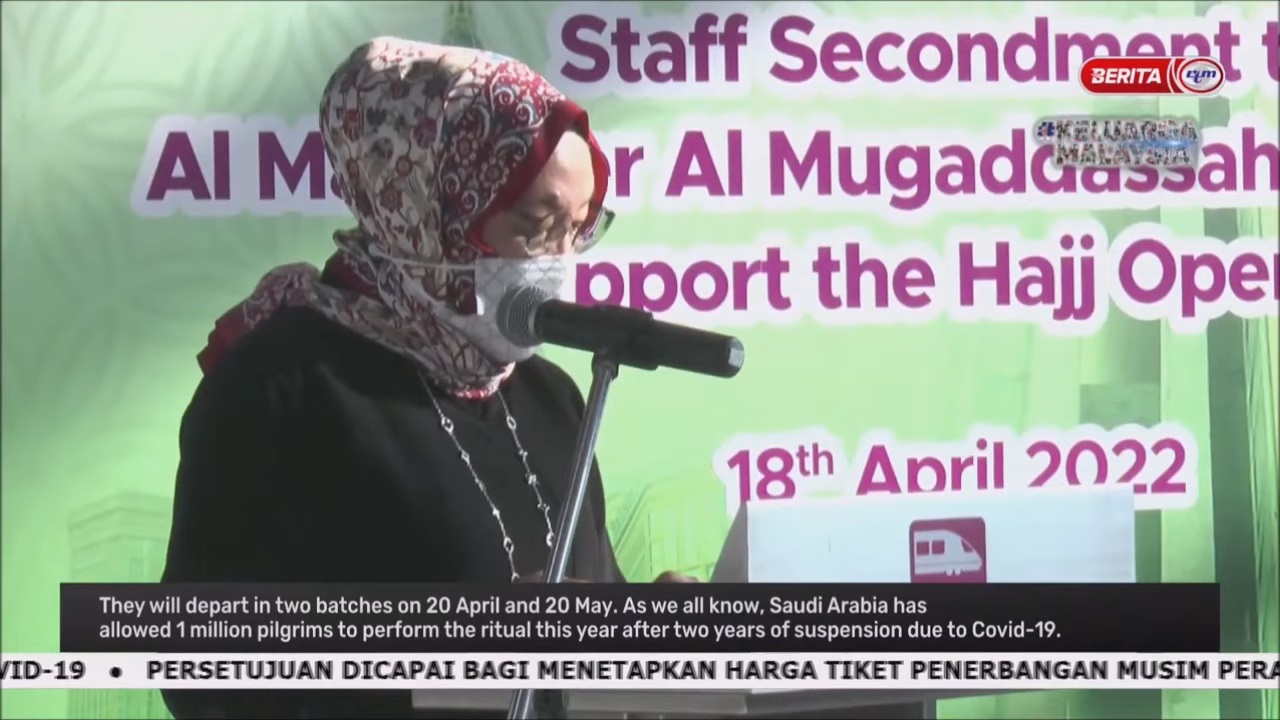 Staff Secondment t
BERITA rtm
#KELUARGA
MALAYSIA
Al Ma r Al Mugaddassah
pport the Hajj Oper
18th April 2022
They will depart in two batches on 20 April and 20 May. As we all know, Saudi Arabia has
allowed 1 million pilgrims to perform the ritual this year after two years of suspension due to Covid-19.
VID-19 • PERSETUJUAN DICAPAI BAGI MENETAPKAN HARGA TIKET PENERBANGAN MUSIM PERA